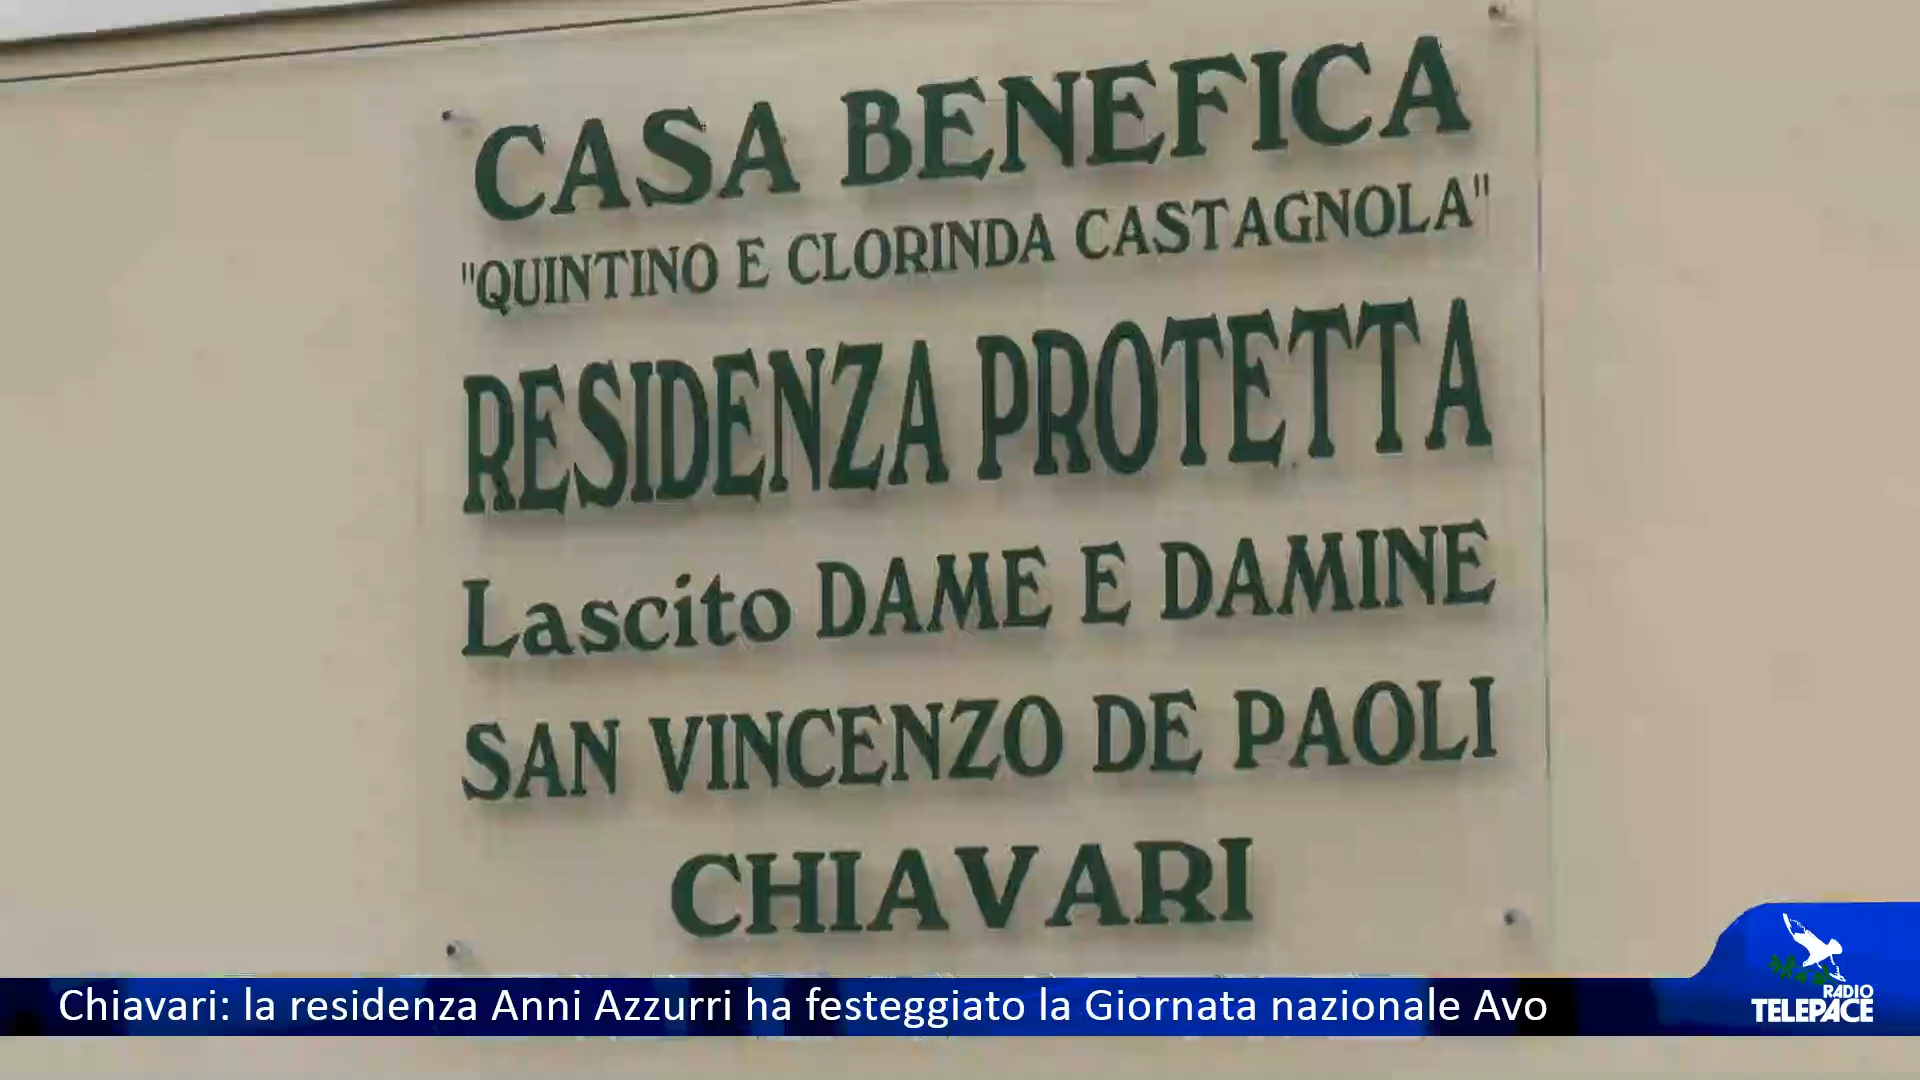 CASA BENEFICA
"QUINTINO E CLORINDA CASTAGNOLA"
RESIDENZA PROTETTA
Lascito DAME E DAMINE
SAN VINCENZO DE PAOLI
CHIAVARI
Chiavari: la residenza Anni Azzurri ha festeggiato la Giornata nazionale Avo
RADIO
TELEPACE